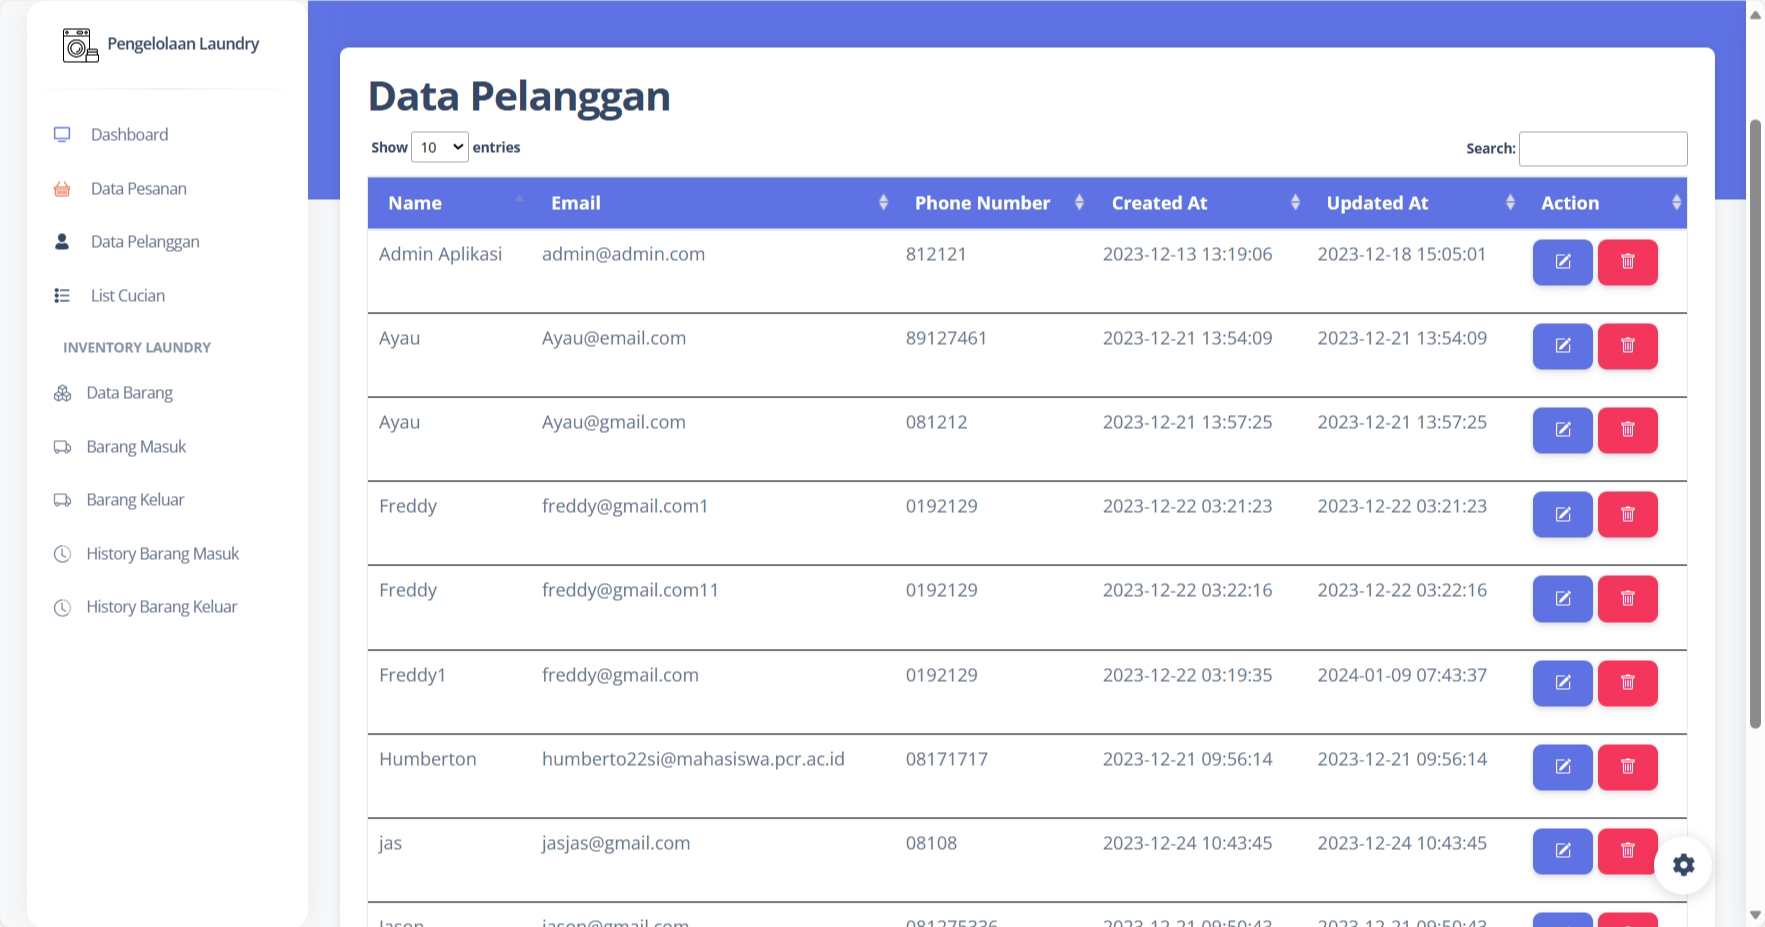 Pengelolaan Laundry
Dashboard
Data Pesanan
Data Pelanggan
List Cucian
INVENTORY LAUNDRY
Data Barang
Barang Masuk
Barang Keluar
History Barang Masuk
History Barang Keluar
Data Pelanggan
Show 10 entries
Search:
Name Email Phone Number Created At Updated At Action
Admin Aplikasi admin@admin.com 812121 2023-12-13 13:19:06 2023-12-18 15:05:01
Ayau Ayau@email.com 89127461 2023-12-21 13:54:09 2023-12-21 13:54:09
Ayau Ayau@gmail.com 081212 2023-12-21 13:57:25 2023-12-21 13:57:25
Freddy freddy@gmail.com1 0192129 2023-12-22 03:21:23 2023-12-22 03:21:23
Freddy freddy@gmail.com11 0192129 2023-12-22 03:22:16 2023-12-22 03:22:16
Freddy1 freddy@gmail.com 0192129 2023-12-22 03:19:35 2024-01-09 07:43:37
Humberton humberto22si@mahasiswa.pcr.ac.id 08171717 2023-12-21 09:56:14 2023-12-21 09:56:14
jas jasjas@gmail.com 08108 2023-12-24 10:43:45 2023-12-24 10:43:45